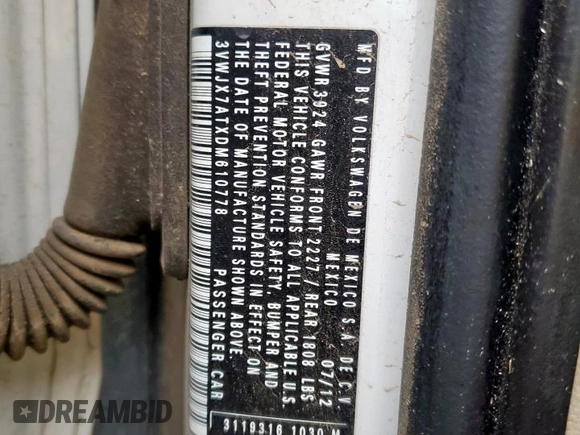 MFD BY VOLKSWAGEN DE MEXICO S.A. DE C.V
MEXICO 07/12
GVWR 3924 GAWR FRONT 2227 / REAR 1808 LBS
THIS VEHICLE CONFORMS TO ALL APPLICABLE U.S.
FEDERAL MOTOR VEHICLE SAFETY, BUMPER AND
THEFT PREVENTION STANDARDS IN EFFECT ON
THE DATE OF MANUFACTURE SHOWN ABOVE.
3VWJX7ATXDM610778 PASSENGER CAR
3119316 1030 M
DREAMBID